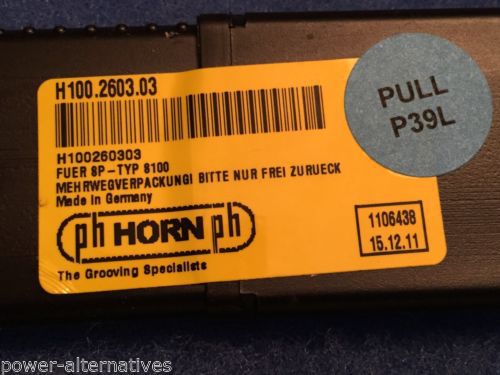 H100.2603.03
H100260303
FUER SP-TYP S100
MEHRWEGVERPACKUNG! BITTE NUR FREI ZURUECK
Made in Germany
ph HORN ph
The Grooving Specialists
1106438
15.12.11
PULL
P39L
power-alternatives